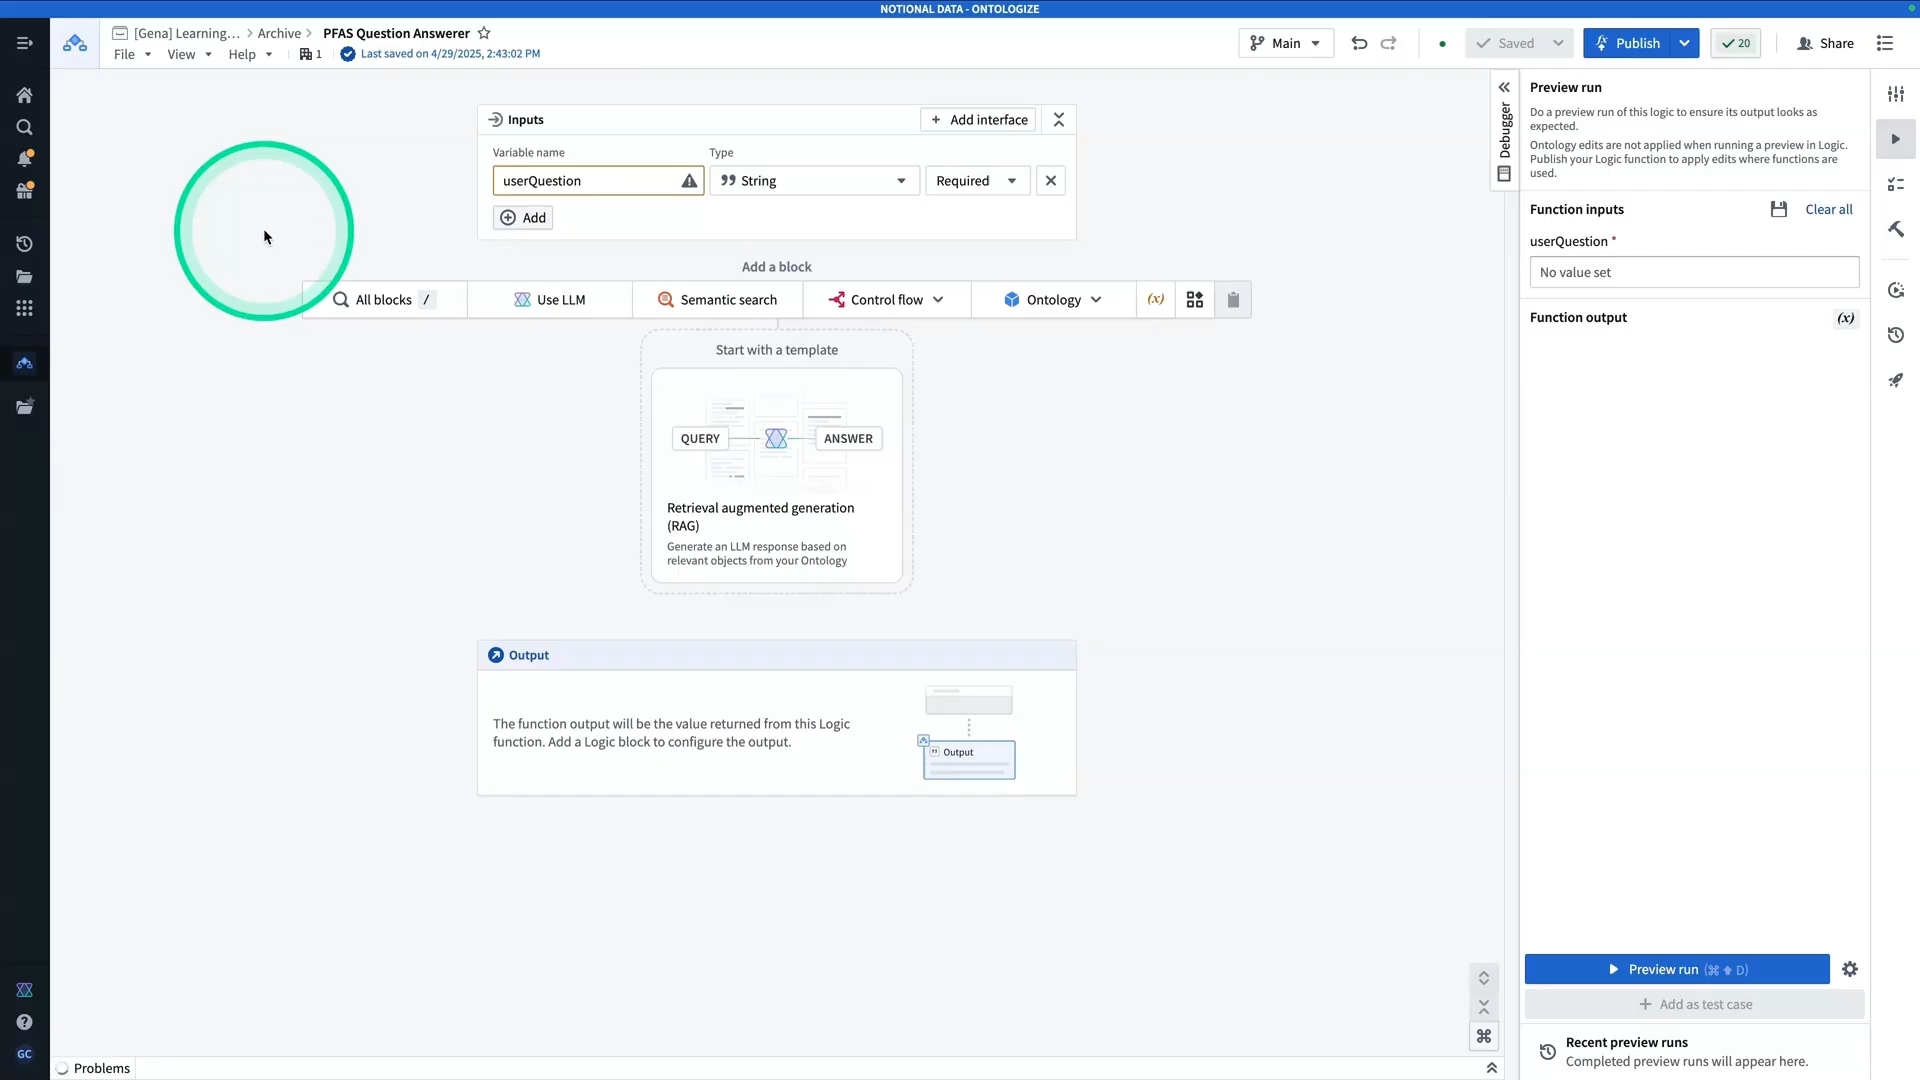 NOTIONAL DATA - ONTOLOGIZE
[Gena] Learning... > Archive > PFAS Question Answerer
File View Help 1 Last saved on 4/29/2025, 2:43:02 PM
Main
Saved
Publish
20
Share
Inputs
Add interface
Variable name Type
userQuestion String Required
Add
Add a block
All blocks / Use LLM Semantic search Control flow Ontology (x)
Start with a template
QUERY ANSWER
Retrieval augmented generation
(RAG)
Generate an LLM response based on
relevant objects from your Ontology
Output
The function output will be the value returned from this Logic
function. Add a Logic block to configure the output.
Output
Debugger
Preview run
Do a preview run of this logic to ensure its output looks as
expected.
Ontology edits are not applied when running a preview in Logic.
Publish your Logic function to apply edits where functions are
used.
Function inputs Clear all
userQuestion *
No value set
Function output (x)
Preview run (⌘ ⬆ D)
Add as test case
Recent preview runs
Completed preview runs will appear here.
GC
Problems